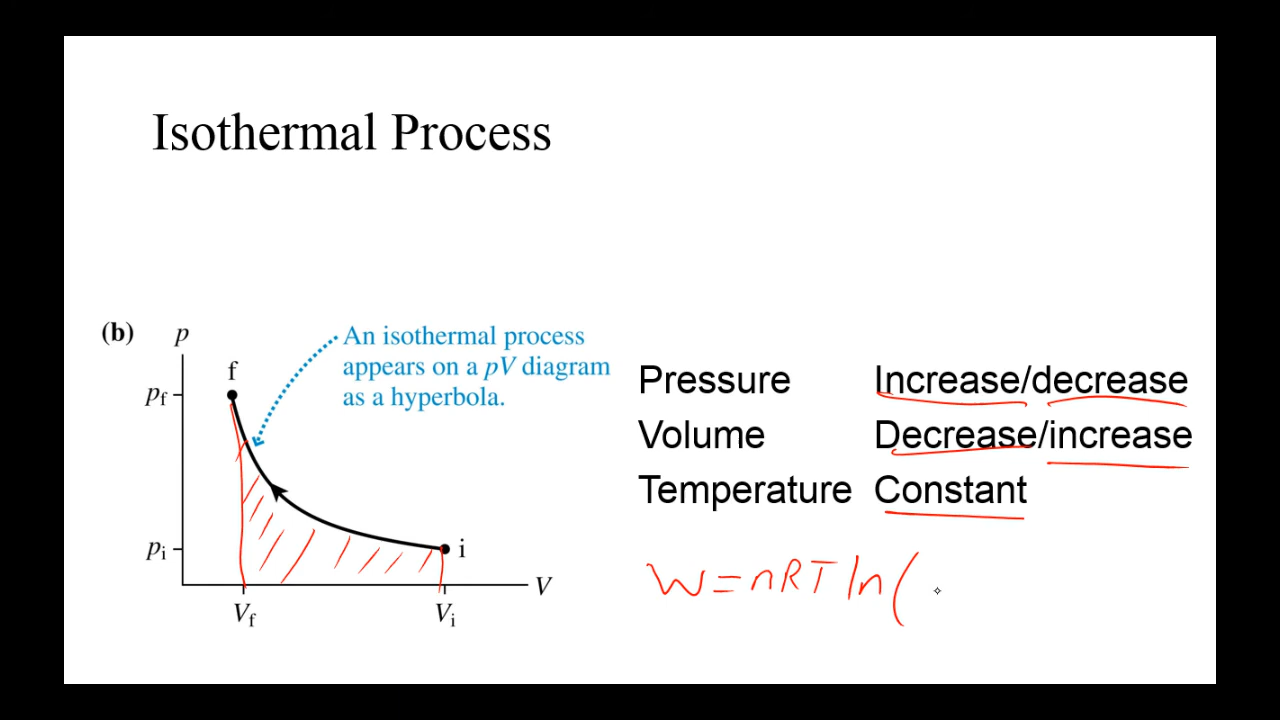 Isothermal Process
(b)
p
f
An isothermal process
appears on a pV diagram
as a hyperbola.
pf
pi
i
V
Vf
Vi
Pressure Increase/decrease
Volume Decrease/increase
Temperature Constant
W=nRT ln(